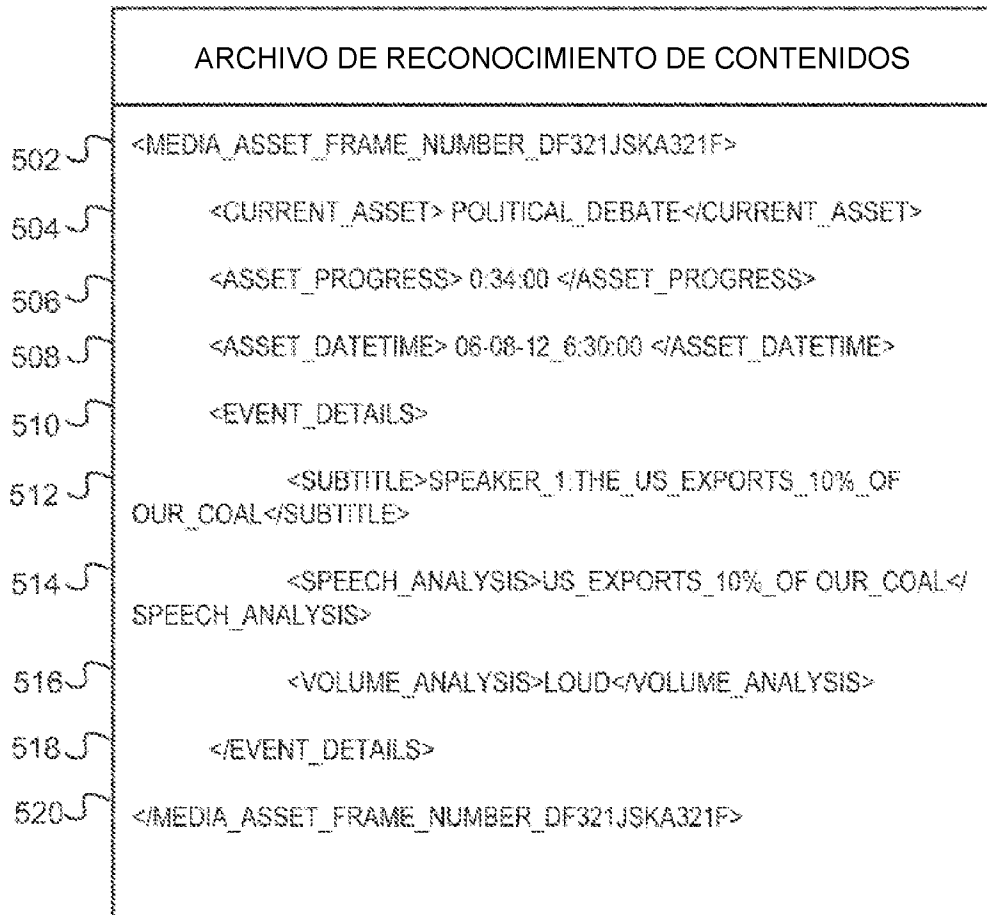 ARCHIVO DE RECONOCIMIENTO DE CONTENIDOS
502 <MEDIA_ASSET_FRAME_NUMBER_DF321JSKA321F>
504 <CURRENT_ASSET> POLITICAL_DEBATE</CURRENT_ASSET>
506 <ASSET_PROGRESS> 0:34:00 </ASSET_PROGRESS>
508 <ASSET_DATETIME> 06-08-12_6:30:00 </ASSET_DATETIME>
510 <EVENT_DETAILS>
512 <SUBTITLE>SPEAKER_1:THE_US_EXPORTS_10%_OF
OUR_COAL</SUBTITLE>
514 <SPEECH_ANALYSIS>US_EXPORTS_10%_OF OUR_COAL</
SPEECH_ANALYSIS>
516 <VOLUME_ANALYSIS>LOUD</VOLUME_ANALYSIS>
518 </EVENT_DETAILS>
520 </MEDIA_ASSET_FRAME_NUMBER_DF321JSKA321F>